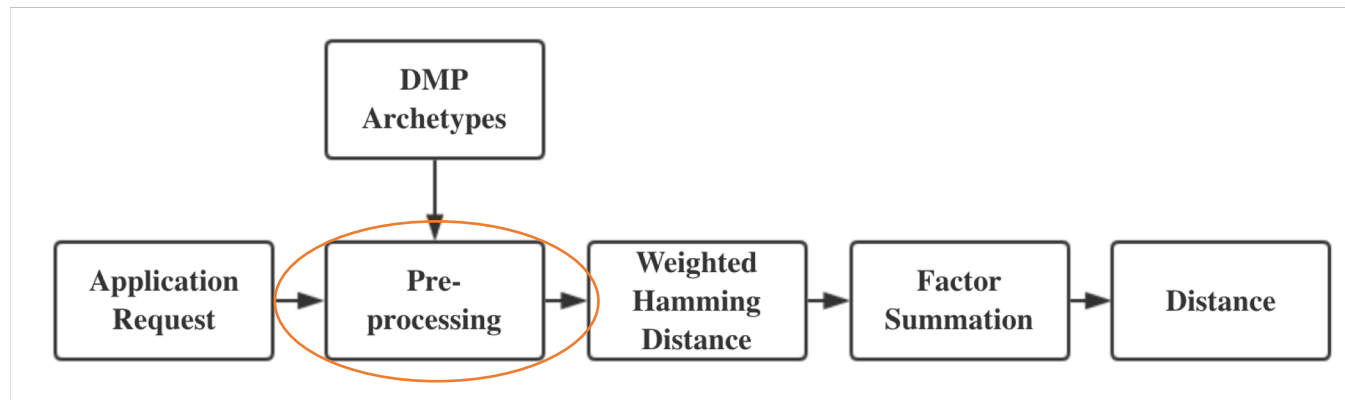 DMP
Archetypes
Application
Request
Pre-
processing
Weighted
Hamming
Distance
Factor
Summation
Distance